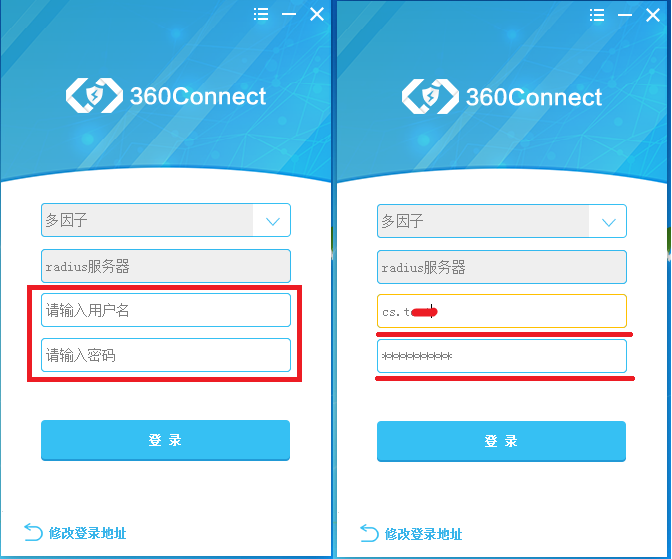 360Connect
多因子
radius服务器
请输入用户名
请输入密码
登 录
修改登录地址
360Connect
多因子
radius服务器
cs.t
**********
登 录
修改登录地址